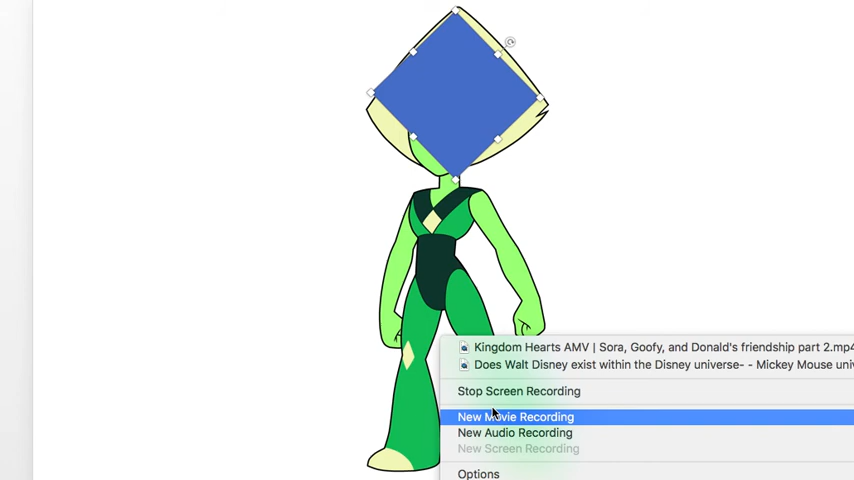 Kingdom Hearts AMV | Sora, Goofy, and Donald's friendship part 2.mp4
Does Walt Disney exist within the Disney universe- - Mickey Mouse
Stop Screen Recording
New Movie Recording
New Audio Recording
New Screen Recording
Options